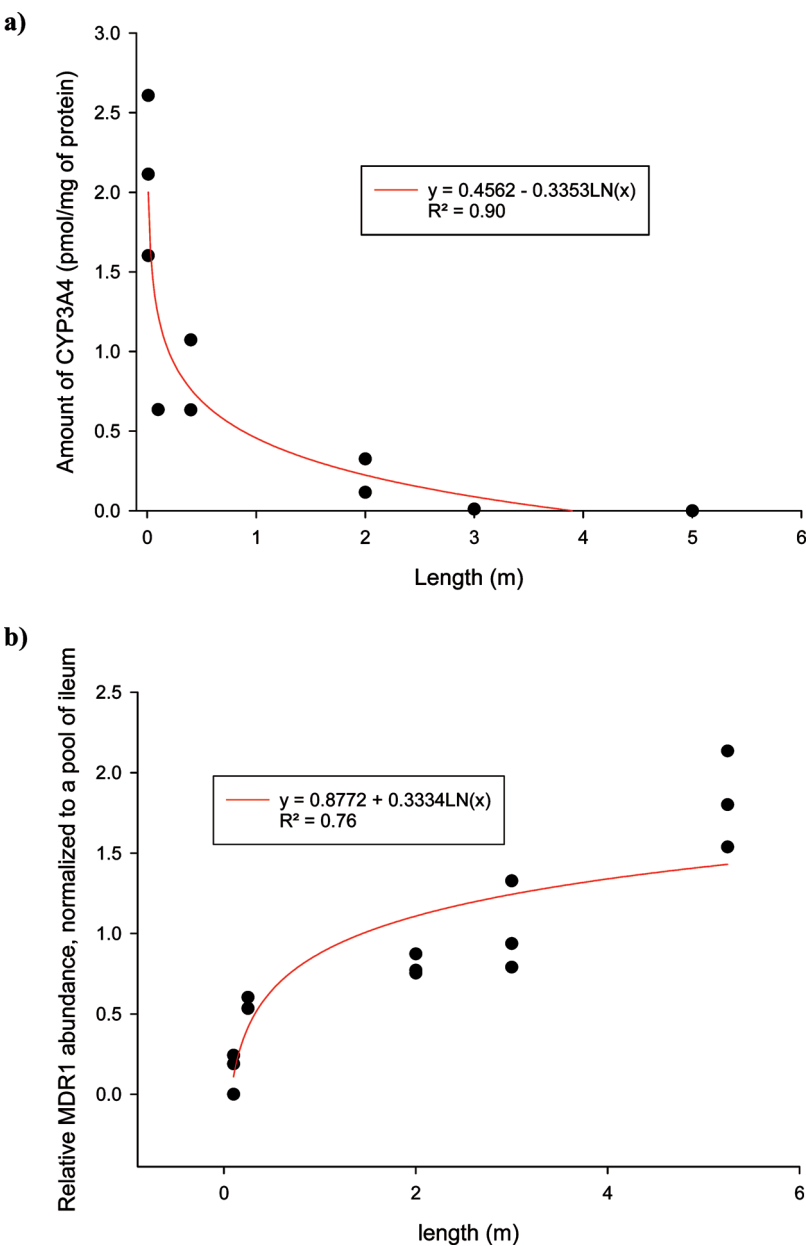 a)
Amount of CYP3A4 (pmol/mg of protein)
3.0
2.5
2.0
1.5
1.0
0.5
0.0
y = 0.4562 - 0.3353LN(x)
R² = 0.90
0 1 2 3 4 5 6
Length (m)
b)
Relative MDR1 abundance, normalized to a pool of ileum
2.5
2.0
1.5
1.0
0.5
0.0
y = 0.8772 + 0.3334LN(x)
R² = 0.76
0 2 4 6
length (m)